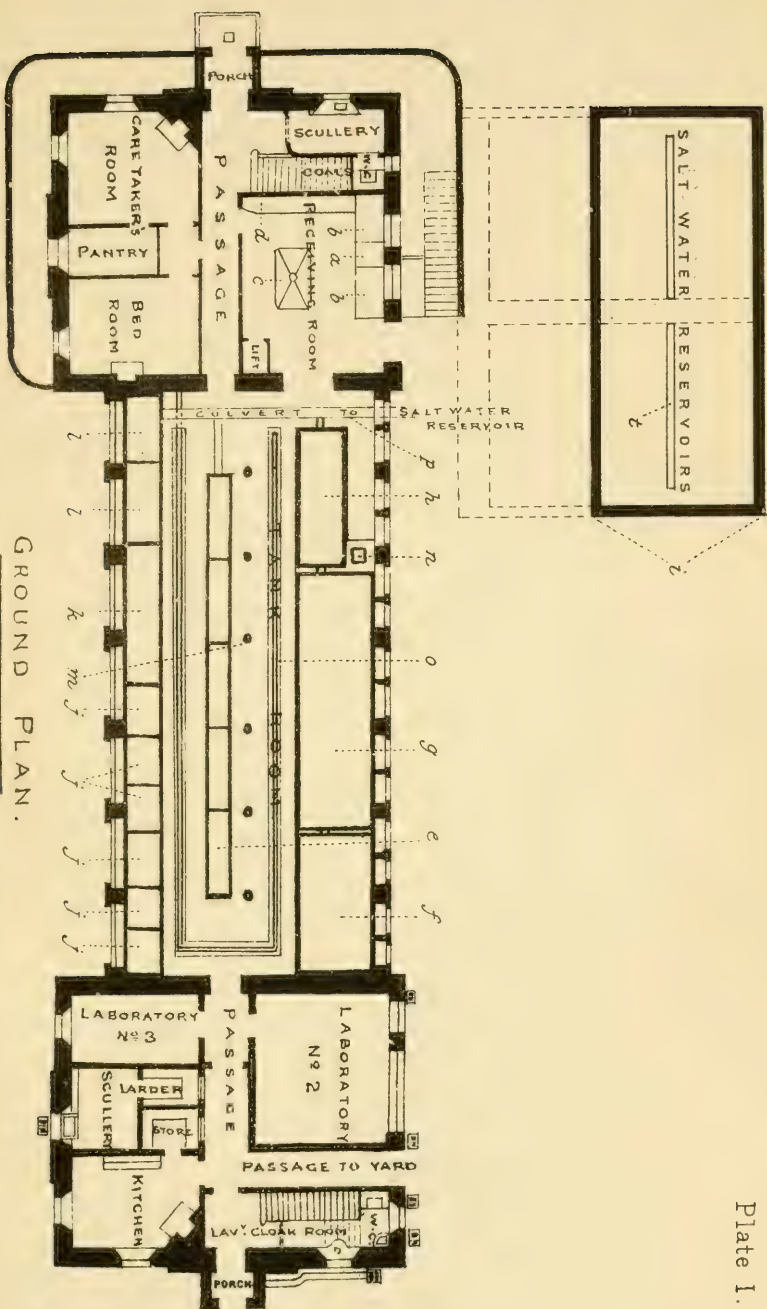 Plate I.
PORCH
SCULLERY
W.C.
COALS
CARETAKER'S
ROOM
PASSAGE
RECEIVING ROOM
d
c
b
a
b
PANTRY
BED
ROOM
LIFT
SALT WATER RESERVOIRS
CULVERT TO SALT WATER
RESERVOIR
TANK ROOM
l
l
k
m
j
j
j
j
j
p
h
n
o
g
e
f
LABORATORY
No 3
PASSAGE
LABORATORY
No 2
LARDER
SCULLERY
STORE
PASSAGE TO YARD
KITCHEN
LAVY. CLOAK ROOM
W.C.
PORCH
GROUND PLAN.